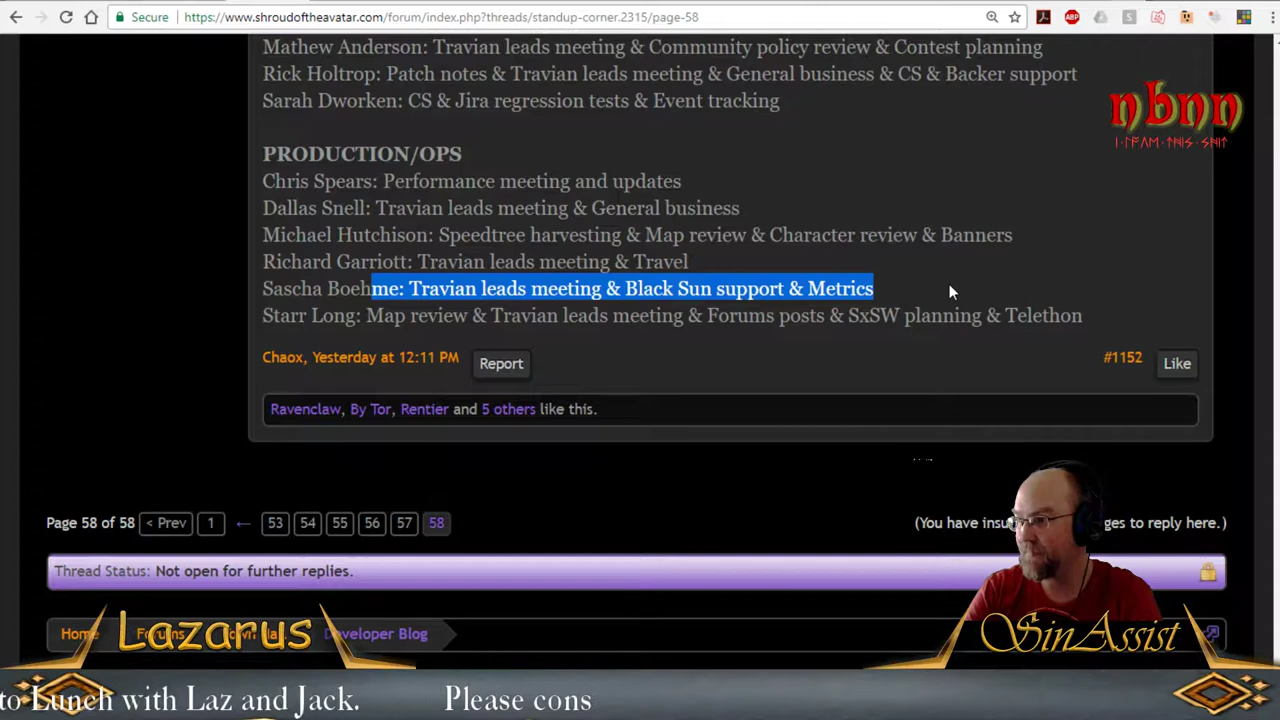 Secure https://www.shroudoftheavatar.com/forum/index.php?threads/standup-corner.2315/page-58
ABP
S
Mathew Anderson: Travian leads meeting & Community policy review & Contest planning
Rick Holtrop: Patch notes & Travian leads meeting & General business & CS & Backer support
Sarah Dworken: CS & Jira regression tests & Event tracking
nbnn
PRODUCTION/OPS
Chris Spears: Performance meeting and updates
Dallas Snell: Travian leads meeting & General business
Michael Hutchison: Speedtree harvesting & Map review & Character review & Banners
Richard Garriott: Travian leads meeting & Travel
Sascha Boehme: Travian leads meeting & Black Sun support & Metrics
Starr Long: Map review & Travian leads meeting & Forums posts & SxSW planning & Telethon
Chaox, Yesterday at 12:11 PM Report #1152 Like
Ravenclaw, By Tor, Rentier and 5 others like this.
Page 58 of 58 < Prev 1 ← 53 54 55 56 57 58 (You have insu ges to reply here.)
Thread Status: Not open for further replies.
Home Developer Blog
Lazarus SinAssist
to Lunch with Laz and Jack. Please cons